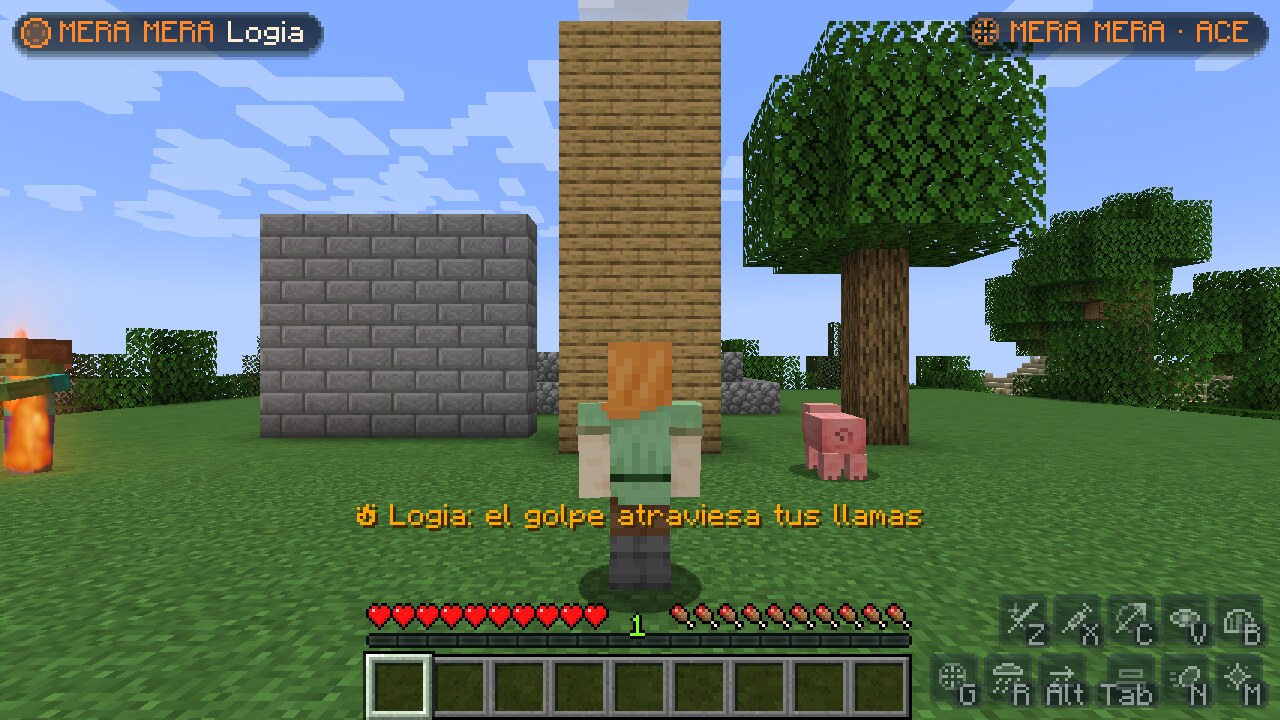 MERA MERA Logia
MERA MERA · ACE
Logia: el golpe atraviesa tus llamas
1
Z X C V B
G R Alt Tab N M